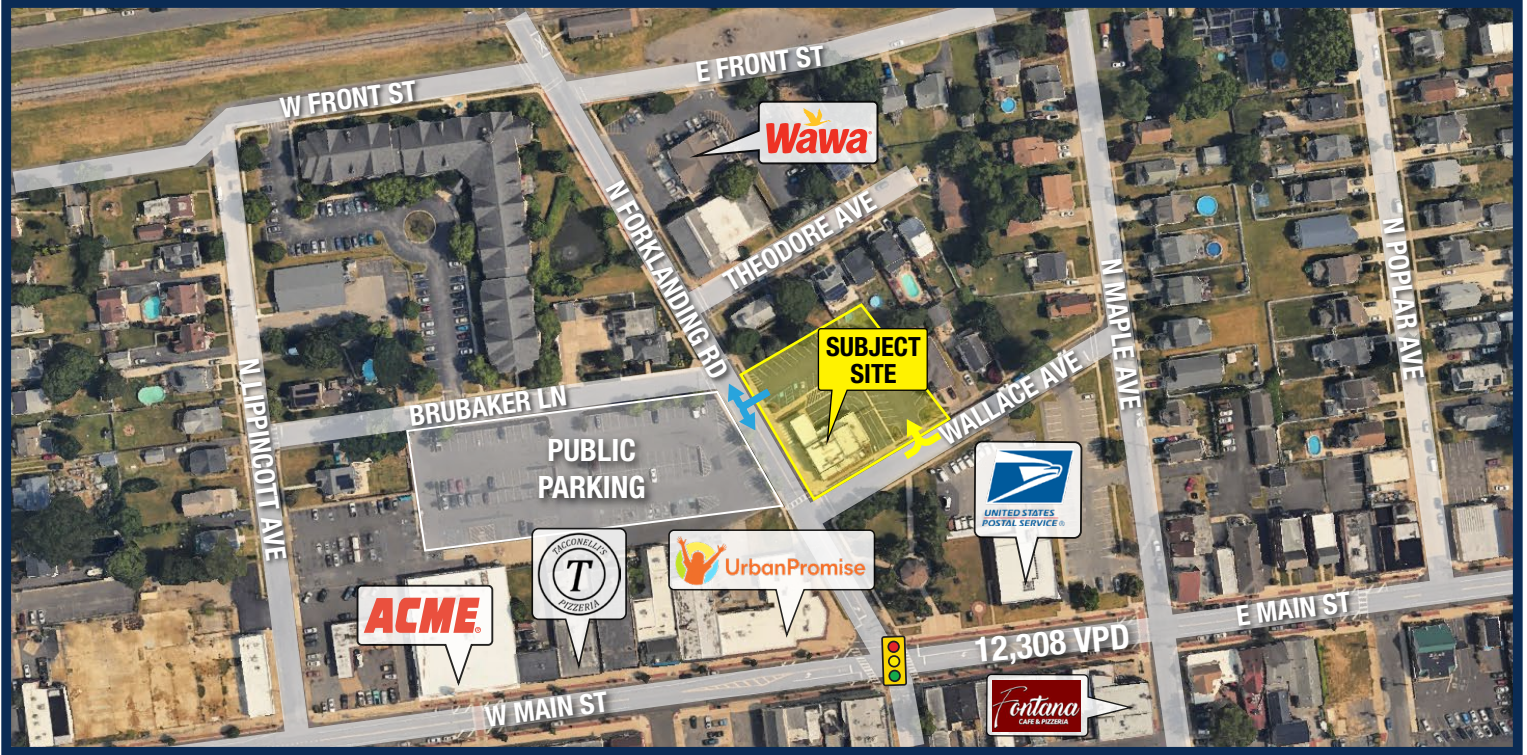 E FRONT ST
W FRONT ST
Wawa
N FORKLANDING RD
THEODORE AVE
N POPLAR AVE
N MAPLE AVE
SUBJECT
SITE
N LIPPINCOTT AVE
BRUBAKER LN
WALLACE AVE
PUBLIC
PARKING
UNITED STATES
POSTAL SERVICE®
TACCONELLI'S
T
PIZZERIA
UrbanPromise
ACME
E MAIN ST
12,308 VPD
W MAIN ST
Fontana
CAFE & PIZZERIA